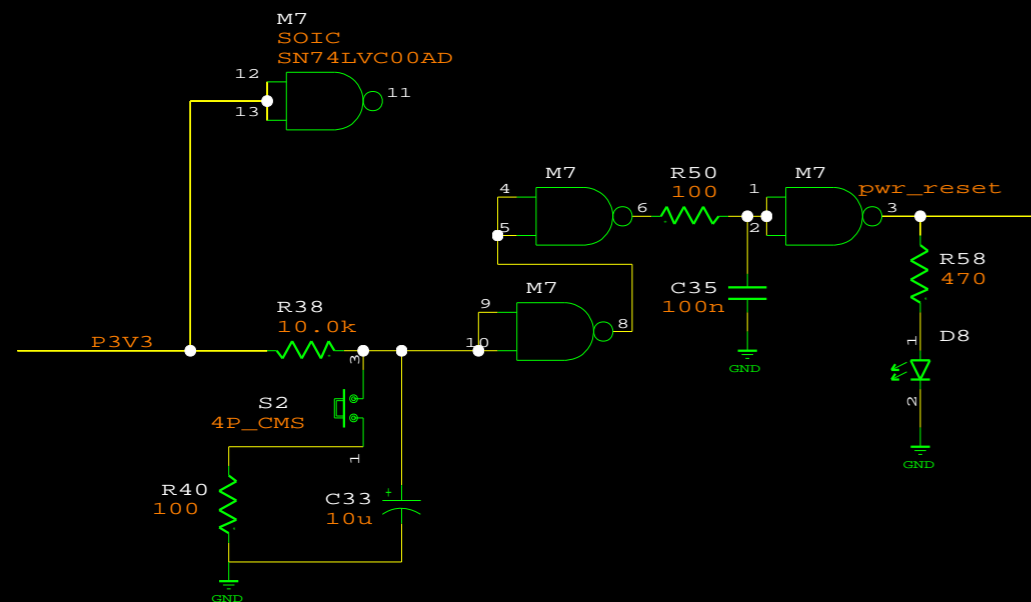 M7
SOIC
SN74LVC00AD
12
13
11
M7
4
5
6
R50
100
M7
1
2
3
pwr_reset
R58
470
C35
100n
GND
M7
9
10
8
P3V3
R38
10.0k
3
S2
4P_CMS
1
R40
100
C33
+
10u
GND
1
D8
2
GND